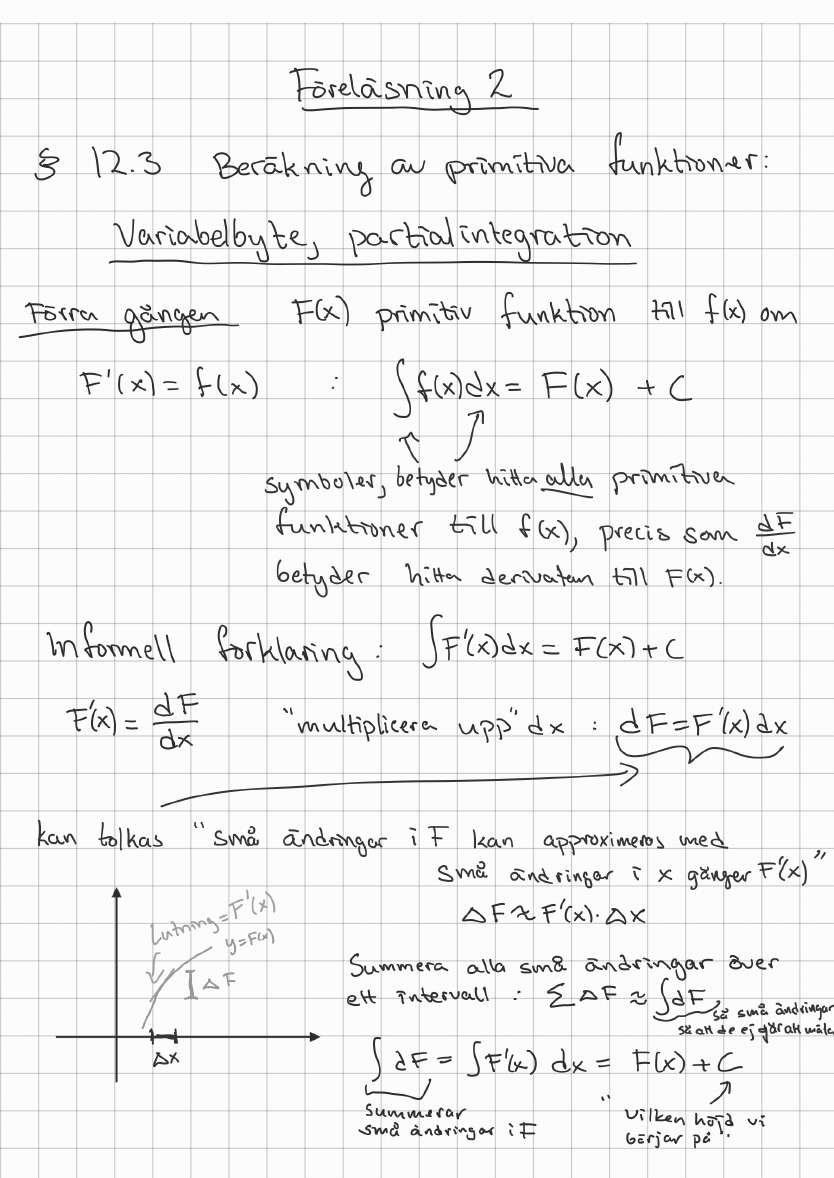 Föreläsning 2
§ 12.3 Beräkning av primitiva funktioner:
Variabelbyte, partialintegration
Förra gången F(x) primitiv funktion till f(x) om
F'(x) = f(x) : ∫f(x)dx = F(x) + C
symboler, betyder hitta alla primitiva
funktioner till f(x), precis som dF/dx
betyder hitta derivatan till F(x).
Informell förklaring: ∫F'(x)dx = F(x) + C
F'(x) = dF/dx "multiplicera upp" dx : dF = F'(x) dx
kan tolkas "små ändringar i F kan approximeras med
små ändringar i x gånger F'(x)"
ΔF ≈ F'(x)·Δx
Lutning = F'(x)
y=F(x)
ΔF
Δx
Summera alla små ändringar över
ett intervall : ∑ ΔF ≈ ∫dF
så små ändringar
så att de ej går att mäta
∫dF = ∫F'(x) dx = F(x) + C
Summerar
små ändringar i F
"Vilken höjd vi
börjar på"